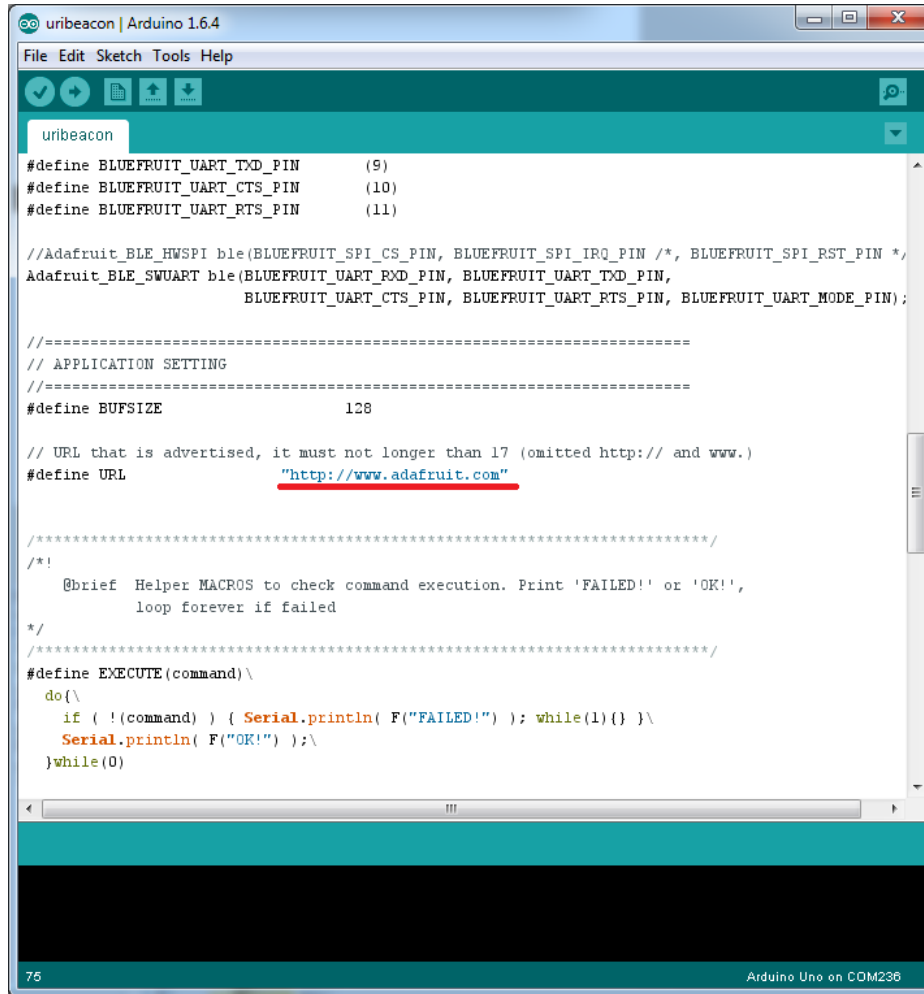 uribeacon | Arduino 1.6.4
File Edit Sketch Tools Help
uribeacon
#define BLUEFRUIT_UART_TXD_PIN (9)
#define BLUEFRUIT_UART_CTS_PIN (10)
#define BLUEFRUIT_UART_RTS_PIN (11)
//Adafruit_BLE_HWSPI ble(BLUEFRUIT_SPI_CS_PIN, BLUEFRUIT_SPI_IRQ_PIN /*, BLUEFRUIT_SPI_RST_PIN */
Adafruit_BLE_SWUART ble(BLUEFRUIT_UART_RXD_PIN, BLUEFRUIT_UART_TXD_PIN,
BLUEFRUIT_UART_CTS_PIN, BLUEFRUIT_UART_RTS_PIN, BLUEFRUIT_UART_MODE_PIN);
//=======================================================================
// APPLICATION SETTING
//=======================================================================
#define BUFSIZE 128
// URL that is advertised, it must not longer than 17 (omitted http:// and www.)
#define URL "http://www.adafruit.com"
/**************************************************************************/
/*!
@brief Helper MACROS to check command execution. Print 'FAILED!' or 'OK!',
loop forever if failed
*/
/**************************************************************************/
#define EXECUTE(command)\
do{\
if ( !(command) ) { Serial.println( F("FAILED!") ); while(1){} }\
Serial.println( F("OK!") );\
}while(0)
75
Arduino Uno on COM236